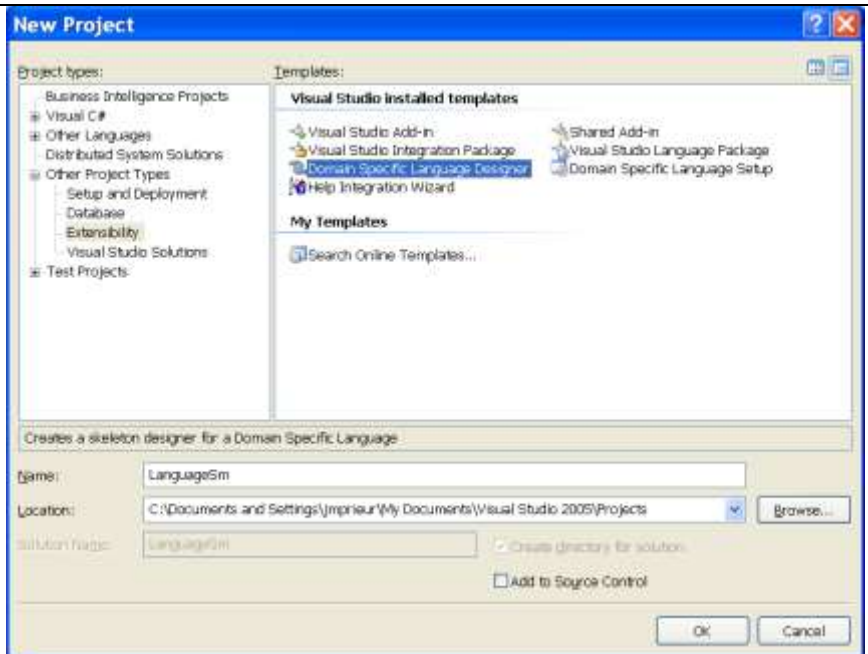 New Project
Project types:
Templates:
Business Intelligence Projects
Visual C#
Other Languages
Distributed System Solutions
Other Project Types
Setup and Deployment
Database
Extensibility
Visual Studio Solutions
Test Projects
Visual Studio installed templates
Visual Studio Add-in
Shared Add-in
Visual Studio Integration Package
Visual Studio Language Package
Domain Specific Language Designer
Domain Specific Language Setup
Help Integration Wizard
My Templates
Search Online Templates...
Creates a skeleton designer for a Domain Specific Language
Name:
LanguageSm
Location:
C:\Documents and Settings\jmprieur\My Documents\Visual Studio 2005\Projects
Browse...
Solution Name:
LanguageSm
Create directory for solution
Add to Source Control
OK
Cancel